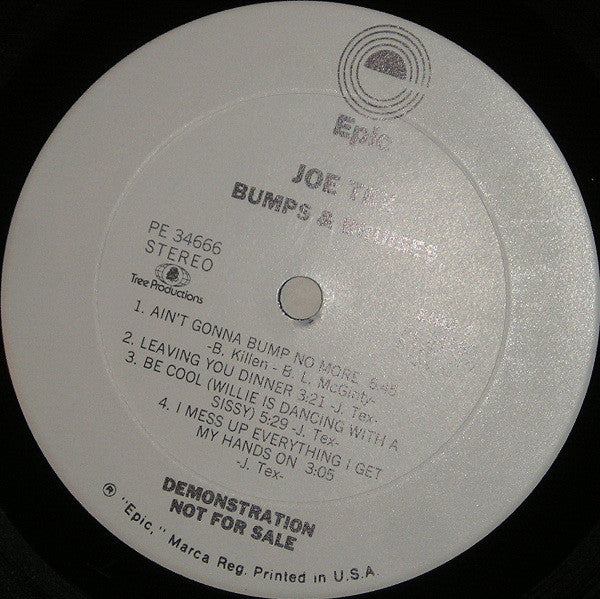 Epic
JOE TEX
BUMPS & BRUISES
PE 34666
STEREO
Tree Productions
1. AIN'T GONNA BUMP NO MORE 6:45
-B. Killen - B. L. McGinty-
2. LEAVING YOU DINNER 3:21 -J. Tex-
3. BE COOL (WILLIE IS DANCING WITH A
SISSY) 5:29 -J. Tex-
4. I MESS UP EVERYTHING I GET
MY HANDS ON 3:05
-J. Tex-
DEMONSTRATION
NOT FOR SALE
® "Epic," Marca Reg. Printed in U.S.A.